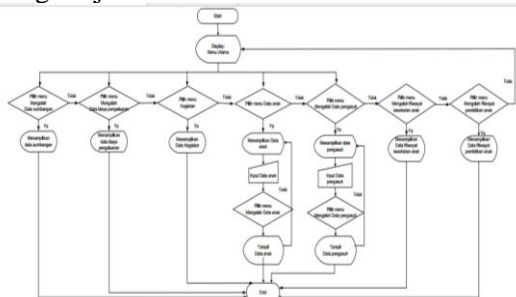 Start
Display
Menu Utama
Pilih menu
Mengolah
Data sumbangan
Tidak
Pilih menu
Mengolah
Data biaya pengeluaran
Tidak
Pilih menu
Kegiatan
Tidak
Pilih menu Data anak
Tidak
Pilih menu
Mengolah Data pengasuh
Tidak
Pilih menu
Mengolah Riwayat
kesehatan anak
Tidak
Pilih menu
Mengolah Riwayat
pendidikan anak
Tidak
Ya
Ya
Ya
Ya
Ya
Ya
Ya
Menampilkan
data sumbangan
Menampilkan
data biaya
pengeluaran
Menampilkan
Data Kegiatan
Menampilkan Data
anak
Menampilkan data
pengasuh
Menampilkan
Data Riwayat
kesehatan anak
Menampilkan
Data Riwayat
pendidikan anak
Input Data anak
Input Data
pengasuh
Tidak
Tidak
Pilih menu
Mengolah Data anak
Pilih menu
Mengolah Data pengasuh
Tampil
Data anak
Tampil
Data pengasuh
End